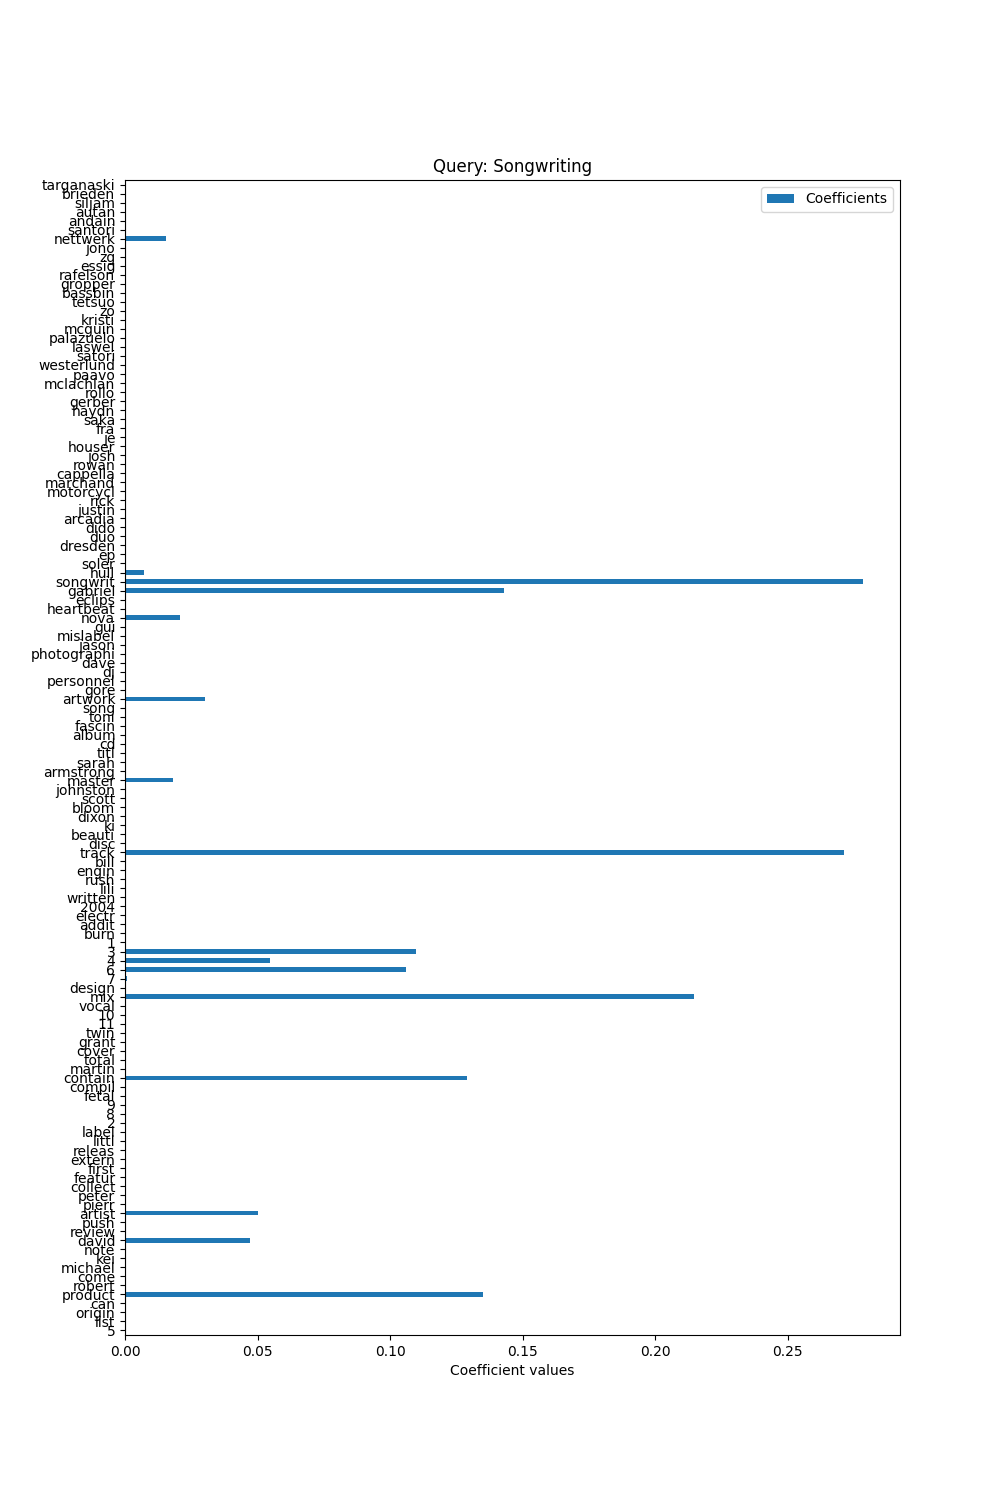 Query: Songwriting
Coefficients
targanaski
brieden
siljam
autan
andain
santori
nettwerk
jono
zg
essig
rafelson
gropper
bassbin
tetsuo
zo
kristi
mcguin
palazuelo
laswel
satori
westerlund
paavo
mclachlan
rollo
gerber
haydn
saka
fra
je
houser
josh
rowan
cappella
marchand
motorcycl
rick
justin
arcadia
dido
duo
dresden
ep
soler
hull
songwrit
gabriel
eclips
heartbeat
nova
gui
mislabel
jason
photographi
dave
dj
personnel
gore
artwork
song
tom
fascin
album
cd
titl
sarah
armstrong
master
johnston
scott
bloom
dixon
ki
beauti
disc
track
bill
engin
rush
lili
written
2004
electr
addit
burn
1
3
4
6
7
design
mix
vocal
10
11
twin
grant
cover
total
martin
contain
compil
fetal
9
8
2
label
littl
releas
extern
first
featur
collect
peter
pierr
artist
push
review
david
note
kei
michael
come
robert
product
can
origin
list
5
0.00 0.05 0.10 0.15 0.20 0.25
Coefficient values